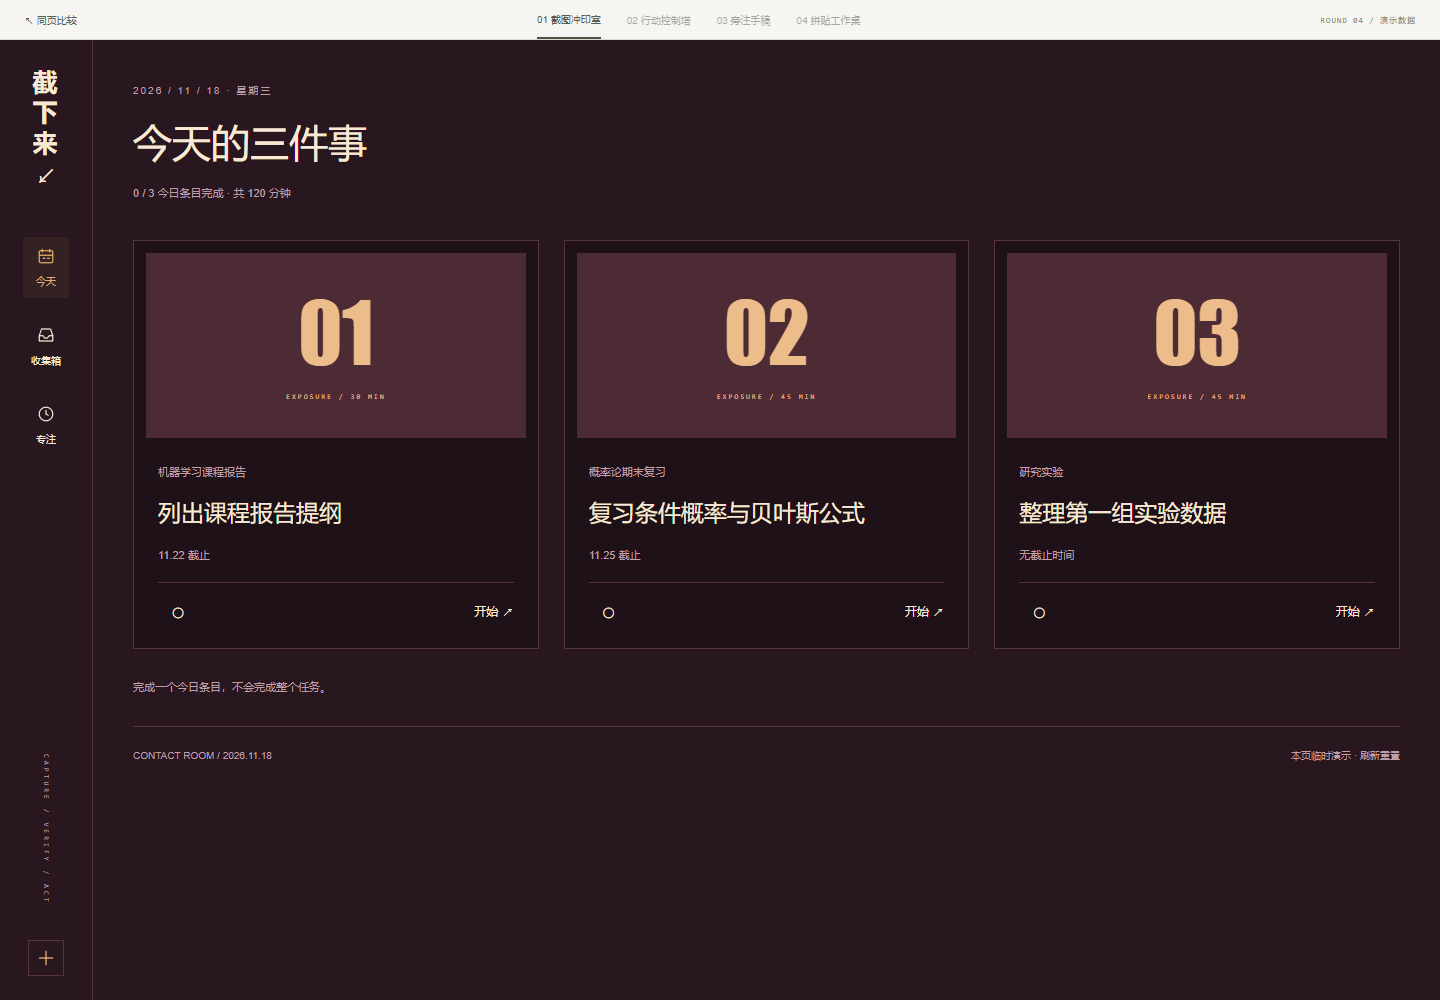 ↖ 同页比较
01 截图冲印室
02 行动控制塔
03 旁注手稿
04 拼贴工作桌
ROUND 04 / 演示数据
截下来
↙
今天
收集箱
专注
CAPTURE / VERIFY / ACT
2026 / 11 / 18 · 星期三
今天的三件事
0 / 3 今日条目完成 · 共 120 分钟
01
EXPOSURE / 30 MIN
机器学习课程报告
列出课程报告提纲
11.22 截止
开始 ↗
02
EXPOSURE / 45 MIN
概率论期末复习
复习条件概率与贝叶斯公式
11.25 截止
开始 ↗
03
EXPOSURE / 45 MIN
研究实验
整理第一组实验数据
无截止时间
开始 ↗
完成一个今日条目，不会完成整个任务。
CONTACT ROOM / 2026.11.18
本页临时演示 · 刷新重置